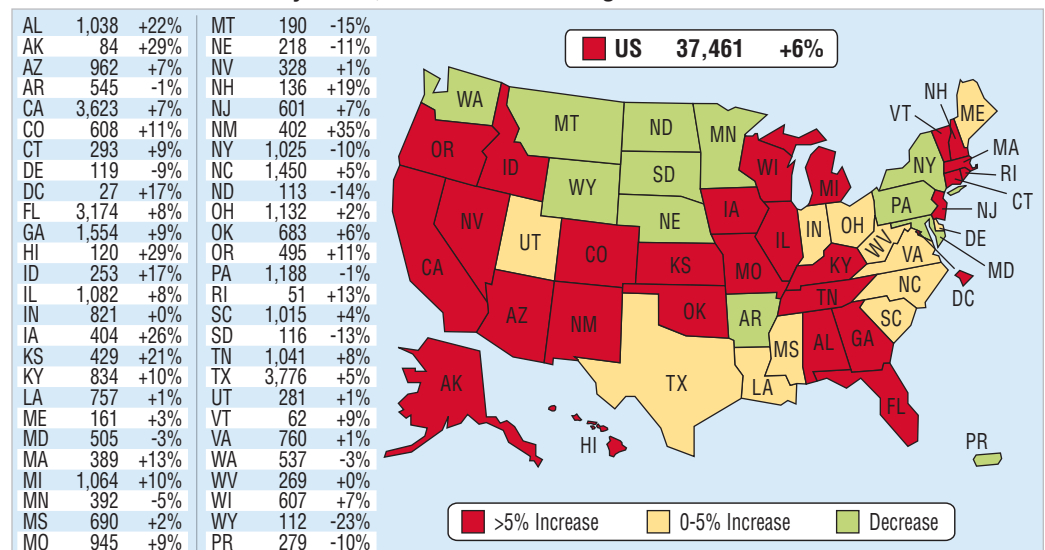 AL 1,038 +22%
AK 84 +29%
AZ 962 +7%
AR 545 -1%
CA 3,623 +7%
CO 608 +11%
CT 293 +9%
DE 119 -9%
DC 27 +17%
FL 3,174 +8%
GA 1,554 +9%
HI 120 +29%
ID 253 +17%
IL 1,082 +8%
IN 821 +0%
IA 404 +26%
KS 429 +21%
KY 834 +10%
LA 757 +1%
ME 161 +3%
MD 505 -3%
MA 389 +13%
MI 1,064 +10%
MN 392 -5%
MS 690 +2%
MO 945 +9%
MT 190 -15%
NE 218 -11%
NV 328 +1%
NH 136 +19%
NJ 601 +7%
NM 402 +35%
NY 1,025 -10%
NC 1,450 +5%
ND 113 -14%
OH 1,132 +2%
OK 683 +6%
OR 495 +11%
PA 1,188 -1%
RI 51 +13%
SC 1,015 +4%
SD 116 -13%
TN 1,041 +8%
TX 3,776 +5%
UT 281 +1%
VT 62 +9%
VA 760 +1%
WA 537 -3%
WV 269 +0%
WI 607 +7%
WY 112 -23%
PR 279 -10%
US 37,461 +6%
WA
MT
ND
MN
OR
ID
WY
SD
WI
MI
NY
VT
NH
ME
MA
RI
CT
NJ
PA
DE
MD
DC
NV
UT
CO
NE
IA
IL
IN
OH
WV
VA
CA
KS
MO
KY
NC
AZ
NM
OK
AR
TN
SC
TX
LA
MS
AL
GA
FL
AK
HI
PR
>5% Increase
0-5% Increase
Decrease